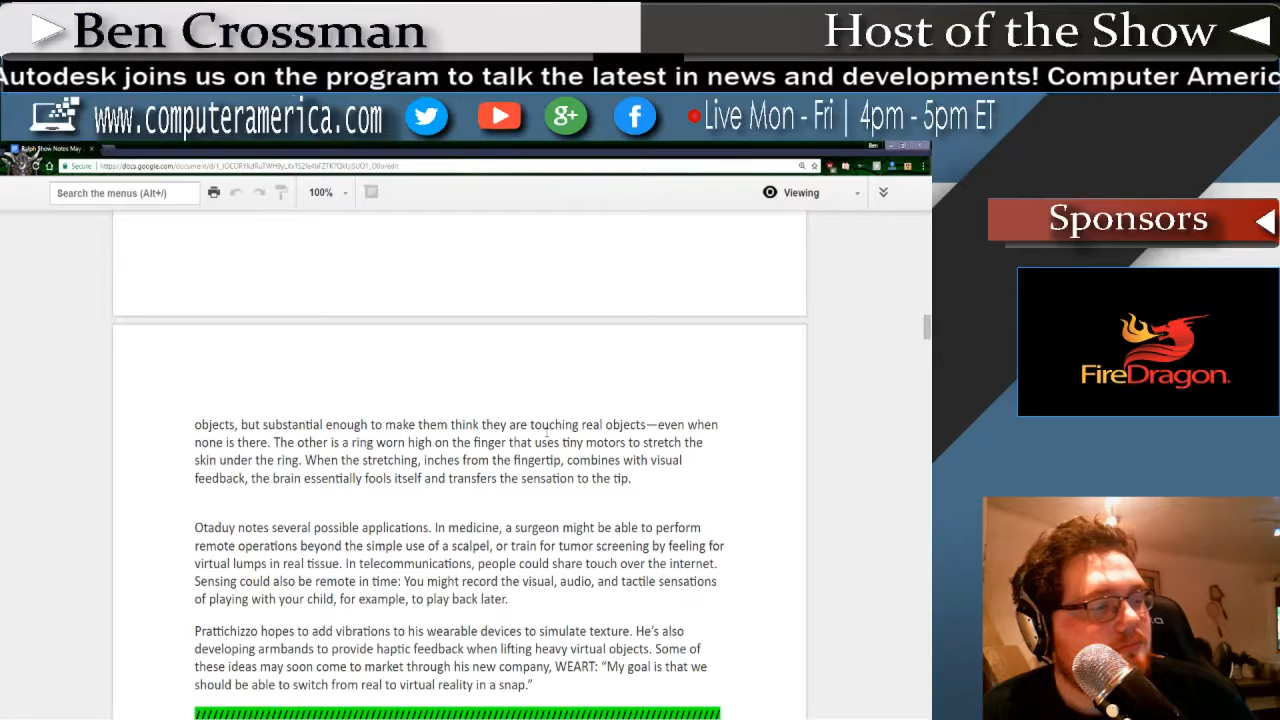 Ben Crossman
Host of the Show
Autodesk joins us on the program to talk the latest in news and developments! Computer Americ
www.computeramerica.com
Live Mon - Fri | 4pm - 5pm ET
Ralph Show Notes May
Ben
Secure
Search the menus (Alt+/)
100%
Viewing
Sponsors
FireDragon
objects, but substantial enough to make them think they are touching real objects—even when
none is there. The other is a ring worn high on the finger that uses tiny motors to stretch the
skin under the ring. When the stretching, inches from the fingertip, combines with visual
feedback, the brain essentially fools itself and transfers the sensation to the tip.
Otaduy notes several possible applications. In medicine, a surgeon might be able to perform
remote operations beyond the simple use of a scalpel, or train for tumor screening by feeling for
virtual lumps in real tissue. In telecommunications, people could share touch over the internet.
Sensing could also be remote in time: You might record the visual, audio, and tactile sensations
of playing with your child, for example, to play back later.
Prattichizzo hopes to add vibrations to his wearable devices to simulate texture. He's also
developing armbands to provide haptic feedback when lifting heavy virtual objects. Some of
these ideas may soon come to market through his new company, WEART: “My goal is that we
should be able to switch from real to virtual reality in a snap.”